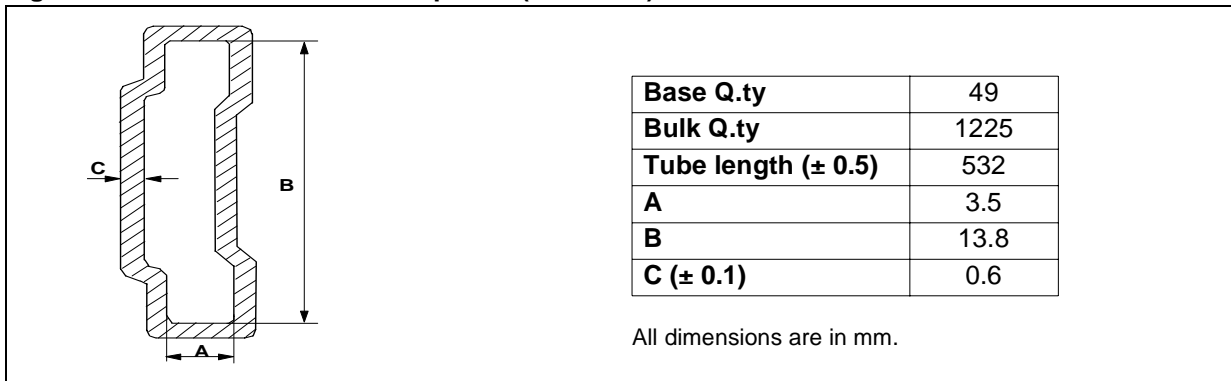 C
B
A
Base Q.ty 49
Bulk Q.ty 1225
Tube length (± 0.5) 532
A 3.5
B 13.8
C (± 0.1) 0.6
All dimensions are in mm.